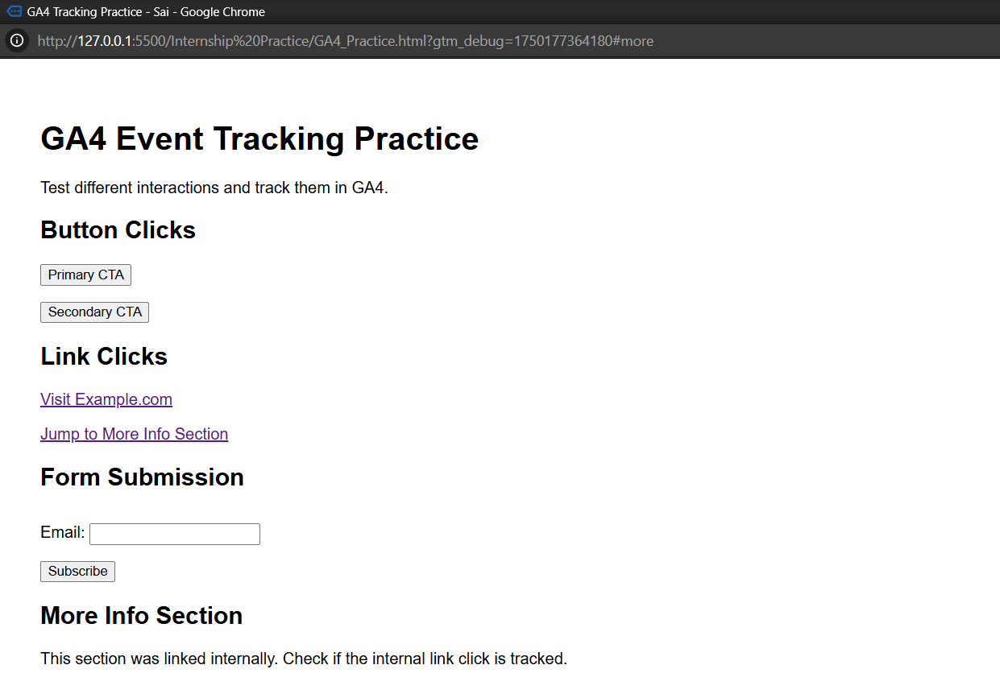 GA4 Tracking Practice - Sai - Google Chrome
http://127.0.0.1:5500/Internship%20Practice/GA4_Practice.html?gtm_debug=1750177364180#more
GA4 Event Tracking Practice
Test different interactions and track them in GA4.
Button Clicks
Primary CTA
Secondary CTA
Link Clicks
Visit Example.com
Jump to More Info Section
Form Submission
Email:
Subscribe
More Info Section
This section was linked internally. Check if the internal link click is tracked.